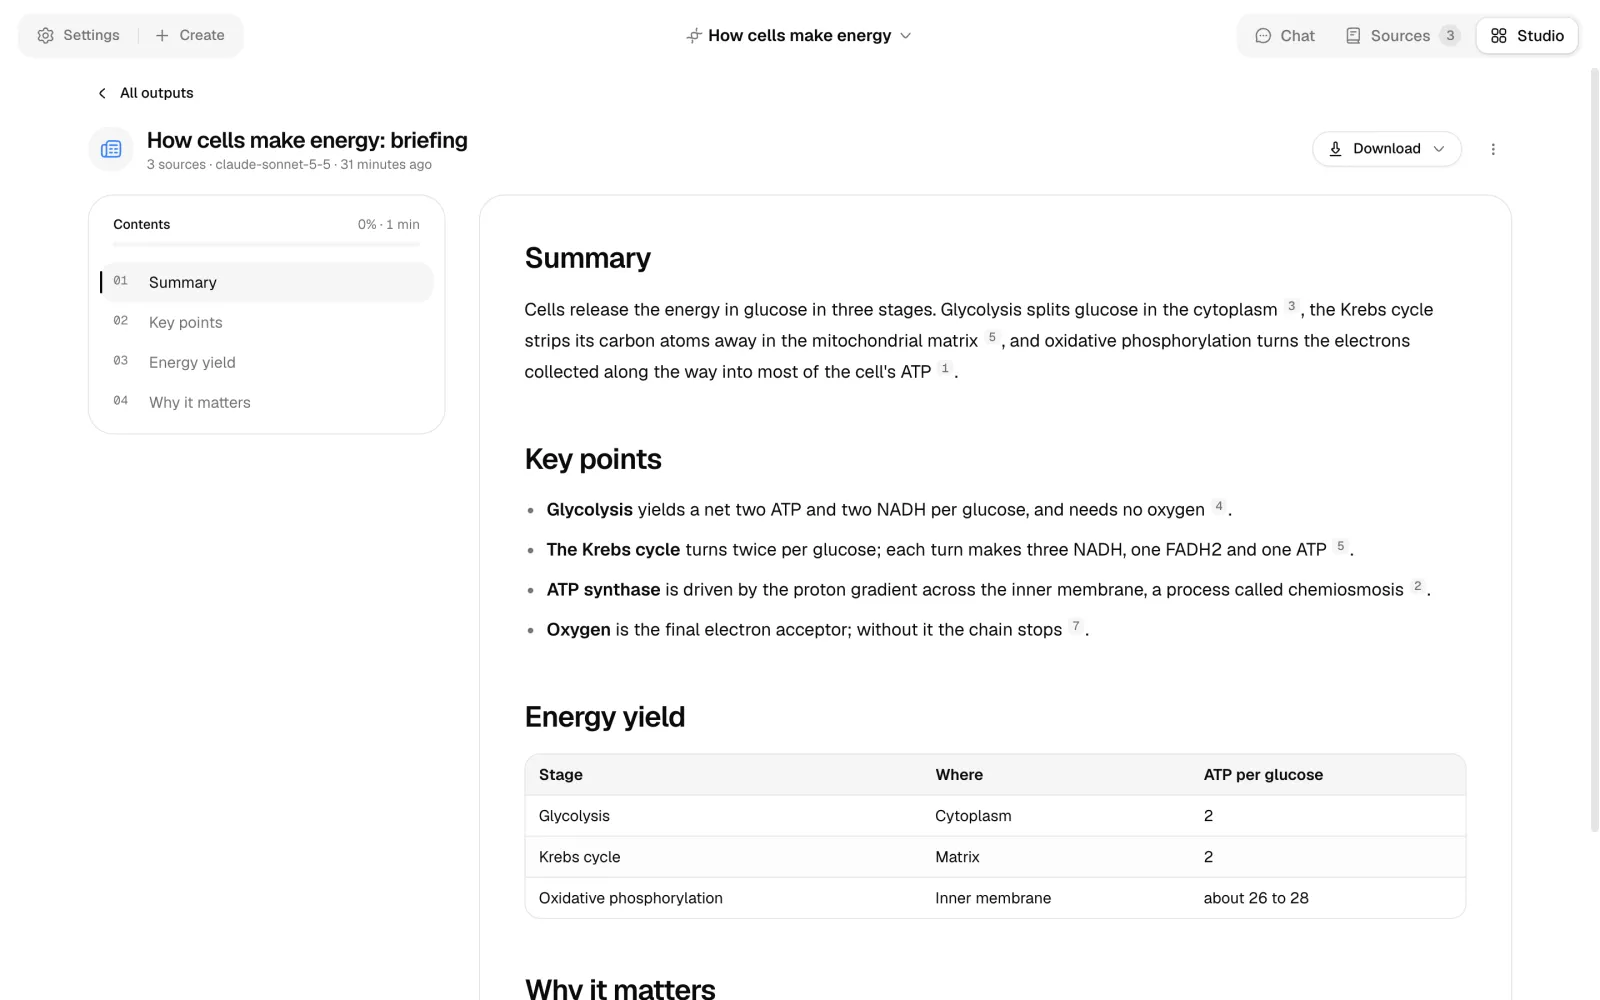 Settings
Create
How cells make energy
Chat
Sources 3
Studio
All outputs
How cells make energy: briefing
3 sources · claude-sonnet-5-5 · 31 minutes ago
Download
Contents
0% · 1 min
01 Summary
02 Key points
03 Energy yield
04 Why it matters
Summary
Cells release the energy in glucose in three stages. Glycolysis splits glucose in the cytoplasm 3 , the Krebs cycle
strips its carbon atoms away in the mitochondrial matrix 5 , and oxidative phosphorylation turns the electrons
collected along the way into most of the cell's ATP 1 .
Key points
• Glycolysis yields a net two ATP and two NADH per glucose, and needs no oxygen 4 .
• The Krebs cycle turns twice per glucose; each turn makes three NADH, one FADH2 and one ATP 5 .
• ATP synthase is driven by the proton gradient across the inner membrane, a process called chemiosmosis 2 .
• Oxygen is the final electron acceptor; without it the chain stops 7 .
Energy yield
Stage Where ATP per glucose
Glycolysis Cytoplasm 2
Krebs cycle Matrix 2
Oxidative phosphorylation Inner membrane about 26 to 28
Why it matters